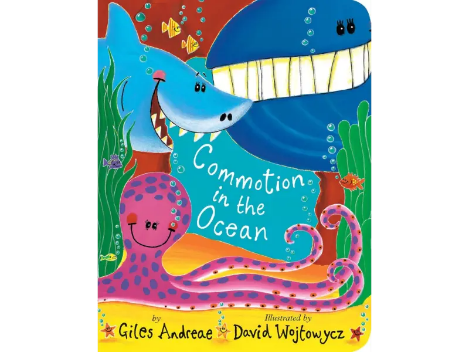 Commotion
in the
Ocean
by
Giles Andreae
Illustrated by
David Wojtowycz